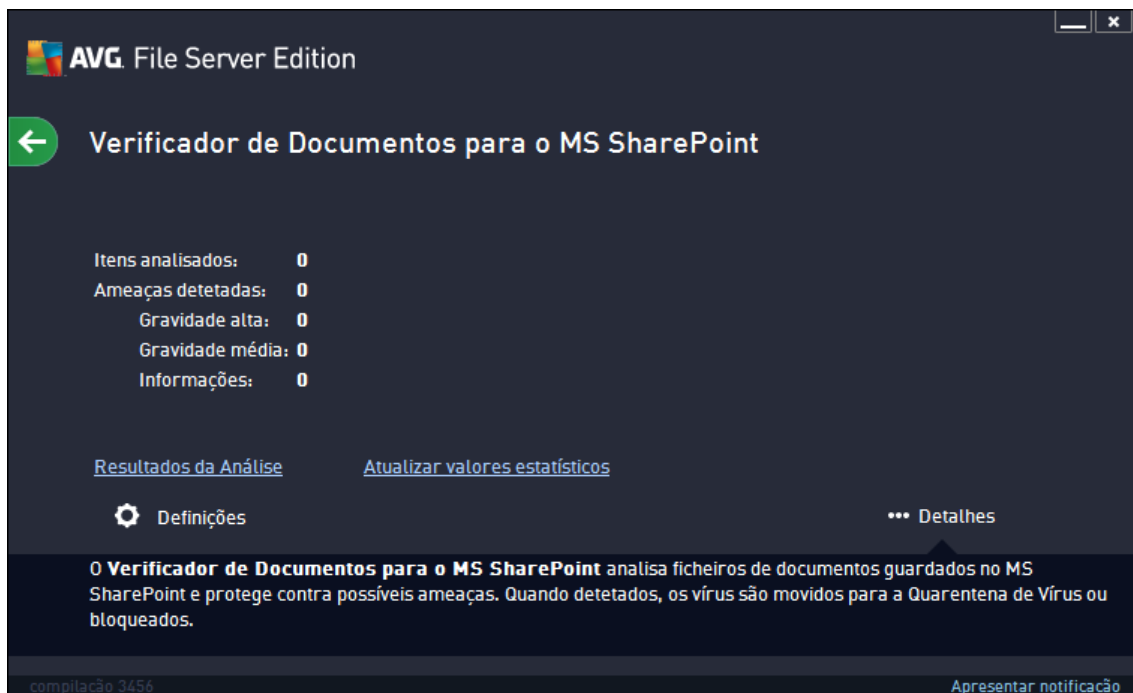 AVG. File Server Edition
Verificador de Documentos para o MS SharePoint
Itens analisados: 0
Ameaças detetadas: 0
Gravidade alta: 0
Gravidade média: 0
Informações: 0
Resultados da Análise Atualizar valores estatísticos
Definições ••• Detalhes
O Verificador de Documentos para o MS SharePoint analisa ficheiros de documentos guardados no MS
SharePoint e protege contra possíveis ameaças. Quando detetados, os vírus são movidos para a Quarentena de Vírus ou
bloqueados.
compilação 3456 Apresentar notificação